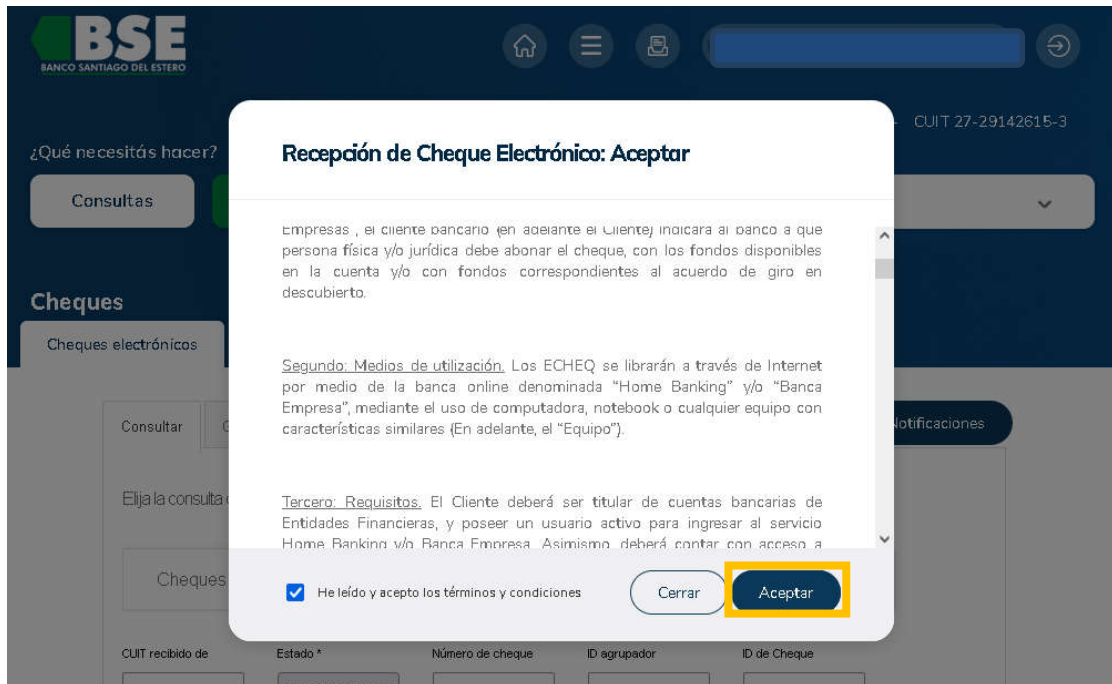 BSE
BANCO SANTIAGO DEL ESTERO
CUIT 27-29142615-3
¿Qué necesitás hacer?
Consultas
Cheques
Cheques electrónicos
Consultar
Notificaciones
Elija la consulta
Cheques
CUIT recibido de
Estado *
Número de cheque
ID agrupador
ID de Cheque
Recepción de Cheque Electrónico: Aceptar
Empresas , el cliente bancario (en adelante el Cliente) indicará al banco a que
persona física y/o jurídica debe abonar el cheque, con los fondos disponibles
en la cuenta y/o con fondos correspondientes al acuerdo de giro en
descubierto.
Segundo: Medios de utilización. Los ECHEQ se librarán a través de Internet
por medio de la banca online denominada “Home Banking” y/o “Banca
Empresa”, mediante el uso de computadora, notebook o cualquier equipo con
características similares (En adelante, el “Equipo”).
Tercero: Requisitos. El Cliente deberá ser titular de cuentas bancarias de
Entidades Financieras, y poseer un usuario activo para ingresar al servicio
Home Banking y/o Banca Empresa. Asimismo, deberá contar con acceso a
He leído y acepto los términos y condiciones
Cerrar
Aceptar